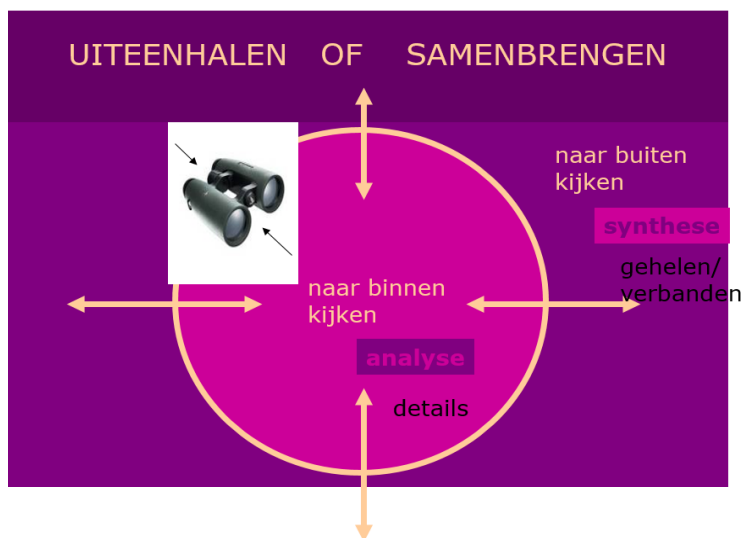 UITEENHALEN OF SAMENBRENGEN
naar buiten
kijken
synthese
gehelen/
verbanden
naar binnen
kijken
analyse
details